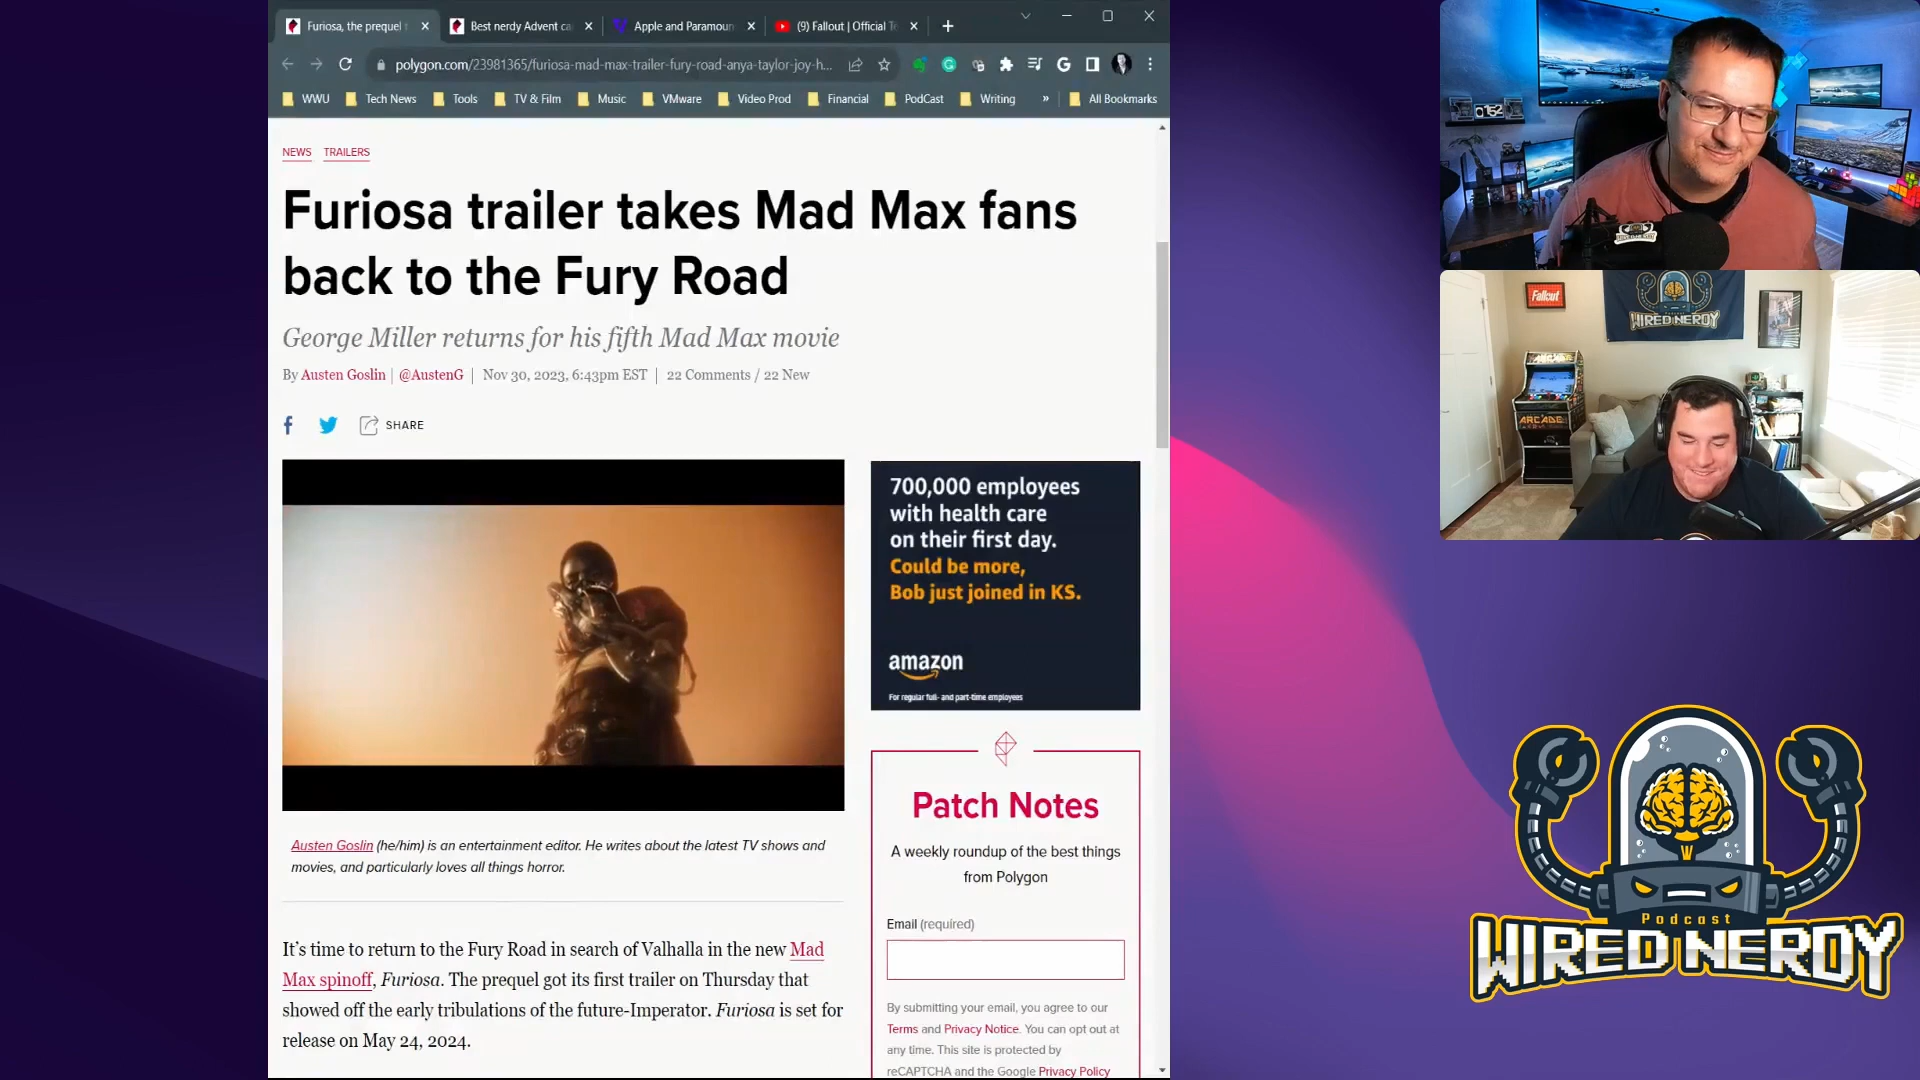 Furiosa, the prequel t
Best nerdy Advent ca
Apple and Paramoun
(9) Fallout | Official Te
polygon.com/23981365/furiosa-mad-max-trailer-fury-road-anya-taylor-joy-h...
WWU
Tech News
Tools
TV & Film
Music
VMware
Video Prod
Financial
PodCast
Writing
»
All Bookmarks
NEWS
TRAILERS
Furiosa trailer takes Mad Max fans
back to the Fury Road
George Miller returns for his fifth Mad Max movie
By Austen Goslin | @AustenG | Nov 30, 2023, 6:43pm EST | 22 Comments / 22 New
SHARE
700,000 employees
with health care
on their first day.
Could be more,
Bob just joined in KS.
amazon
For regular full- and part-time employees
Austen Goslin (he/him) is an entertainment editor. He writes about the latest TV shows and
movies, and particularly loves all things horror.
It’s time to return to the Fury Road in search of Valhalla in the new Mad
Max spinoff, Furiosa. The prequel got its first trailer on Thursday that
showed off the early tribulations of the future-Imperator. Furiosa is set for
release on May 24, 2024.
Patch Notes
A weekly roundup of the best things
from Polygon
Email (required)
By submitting your email, you agree to our
Terms and Privacy Notice. You can opt out at
any time. This site is protected by
reCAPTCHA and the Google Privacy Policy
Fallout
WIRED NERDY
ARCADE
Podcast
WIRED NERDY